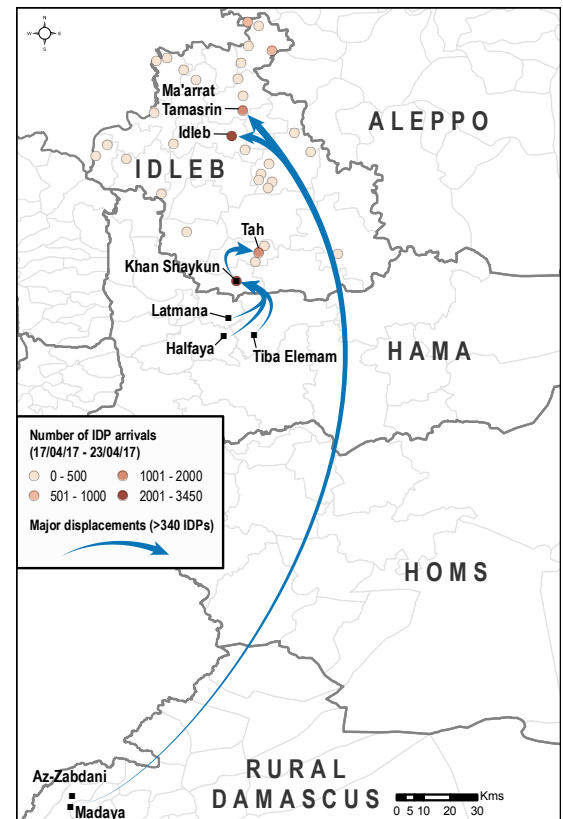 N
W E
S
Ma'arrat
Tamasrin
ALEPPO
Idleb
IDLEB
Tah
Khan Shaykun
Latmana
Halfaya
Tiba Elemam
HAMA
Number of IDP arrivals
(17/04/17 - 23/04/17)
0 - 500
1001 - 2000
501 - 1000
2001 - 3450
Major displacements (>340 IDPs)
HOMS
Az-Zabdani
Madaya
RURAL
DAMASCUS
Kms
0 5 10 20 30